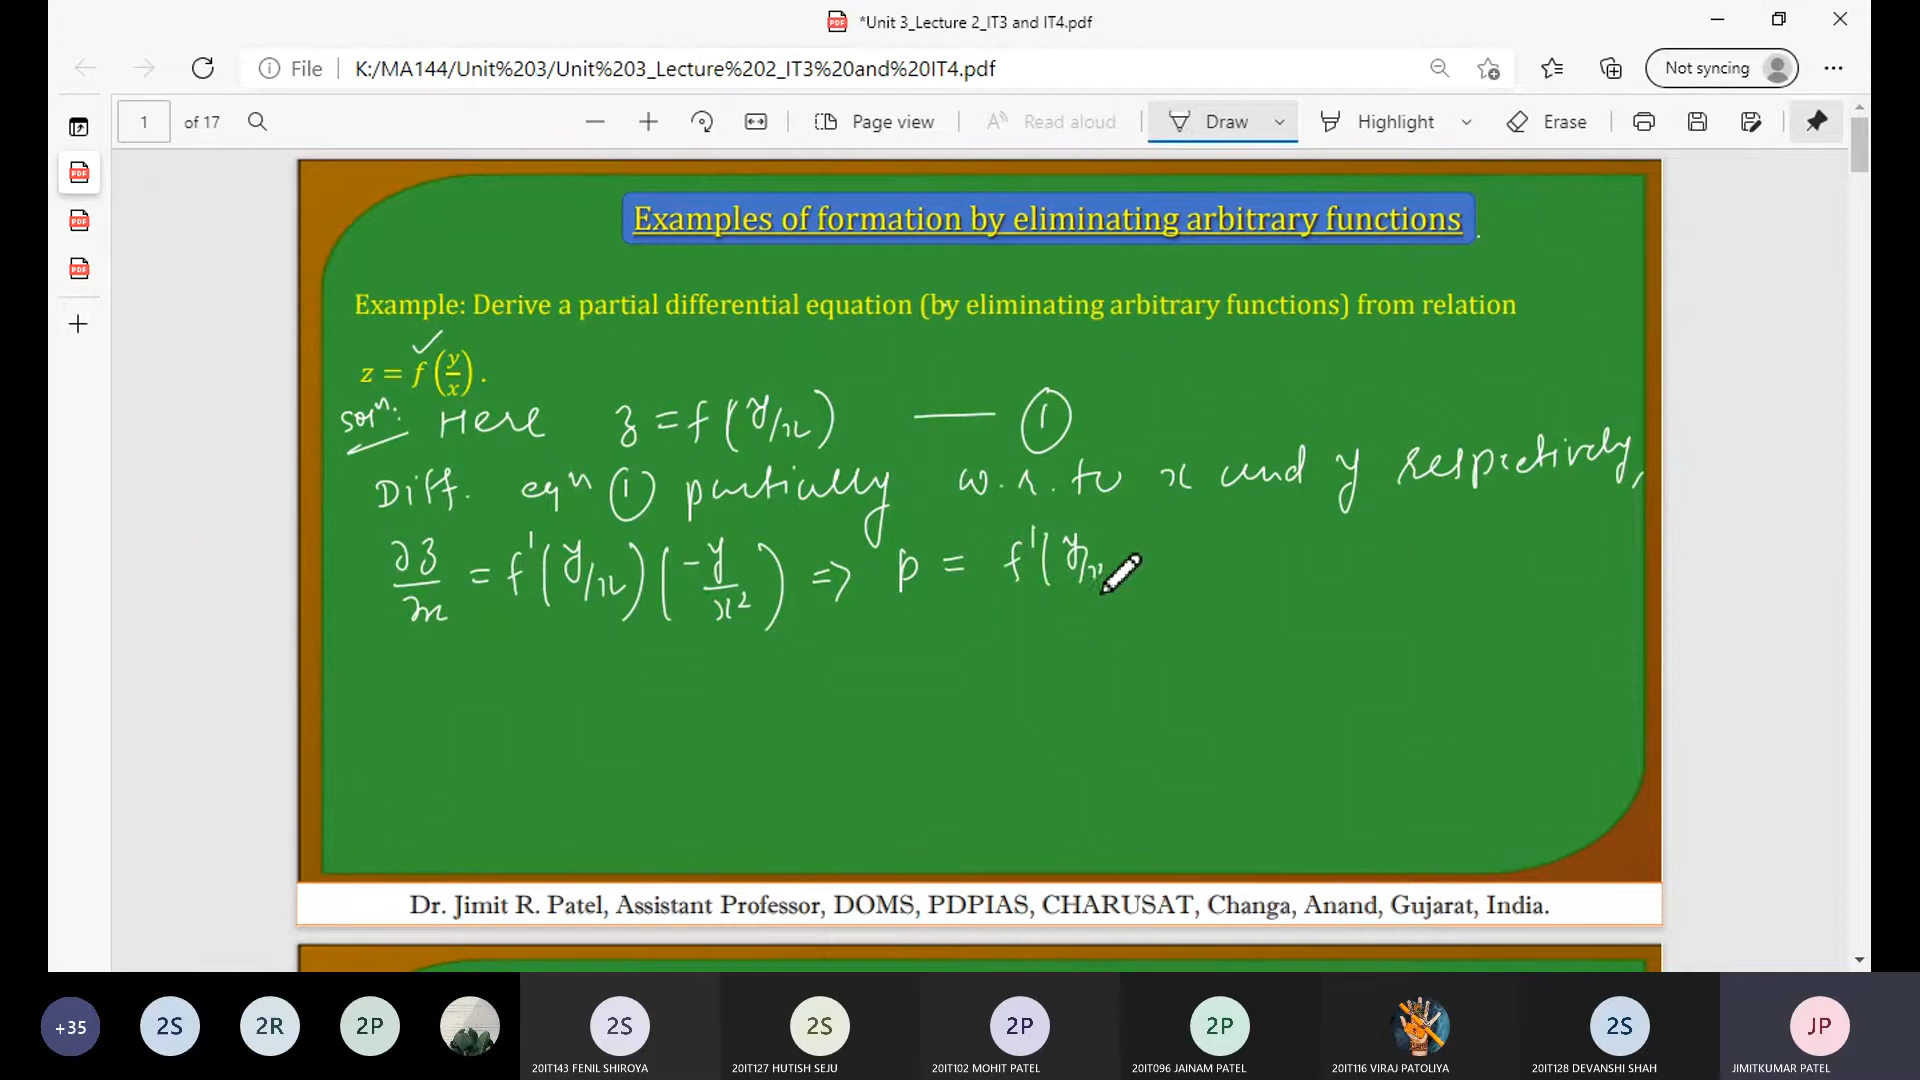 *Unit 3_Lecture 2_IT3 and IT4.pdf
File | K:/MA144/Unit%203/Unit%203_Lecture%202_IT3%20and%20IT4.pdf
Not syncing
1 of 17
Page view
Read aloud
Draw
Highlight
Erase
Examples of formation by eliminating arbitrary functions.
Example: Derive a partial differential equation (by eliminating arbitrary functions) from relation
z = f(y/x).
Soln: Here z = f(y/x) —— ①
Diff. eqn ① partially w.r.to x and y respectively,
∂z/∂x = f'(y/x)(-y/x²) => p = f'(y/x
Dr. Jimit R. Patel, Assistant Professor, DOMS, PDPIAS, CHARUSAT, Changa, Anand, Gujarat, India.
+35 2S 2R 2P 2S 2S 2P 2P 2S JP
20IT143 FENIL SHIROYA 20IT127 HUTISH SEJU 20IT102 MOHIT PATEL 20IT096 JAINAM PATEL 20IT116 VIRAJ PATOLIYA 20IT128 DEVANSHI SHAH JIMITKUMAR PATEL